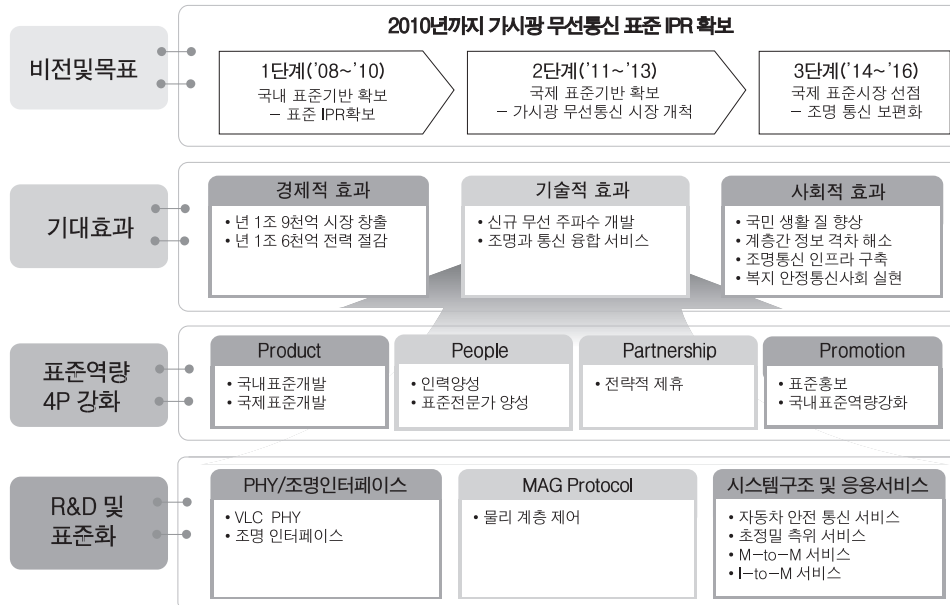 비전및목표
2010년까지 가시광 무선통신 표준 IPR 확보
1단계('08~'10)
국내 표준기반 확보
- 표준 IPR확보
2단계('11~'13)
국제 표준기반 확보
- 가시광 무선통신 시장 개척
3단계('14~'16)
국제 표준시장 선점
- 조명 통신 보편화
기대효과
경제적 효과
• 년 1조 9천억 시장 창출
• 년 1조 6천억 전력 절감
기술적 효과
• 신규 무선 주파수 개발
• 조명과 통신 융합 서비스
사회적 효과
• 국민 생활 질 향상
• 계층간 정보 격차 해소
• 조명통신 인프라 구축
• 복지 안정통신사회 실현
표준역량
4P 강화
Product
• 국내표준개발
• 국제표준개발
People
• 인력양성
• 표준전문가 양성
Partnership
• 전략적 제휴
Promotion
• 표준홍보
• 국내표준역량강화
R&D 및
표준화
PHY/조명인터페이스
• VLC PHY
• 조명 인터페이스
MAG Protocol
• 물리 계층 제어
시스템구조 및 응용서비스
• 자동차 안전 통신 서비스
• 초정밀 측위 서비스
• M-to-M 서비스
• I-to-M 서비스